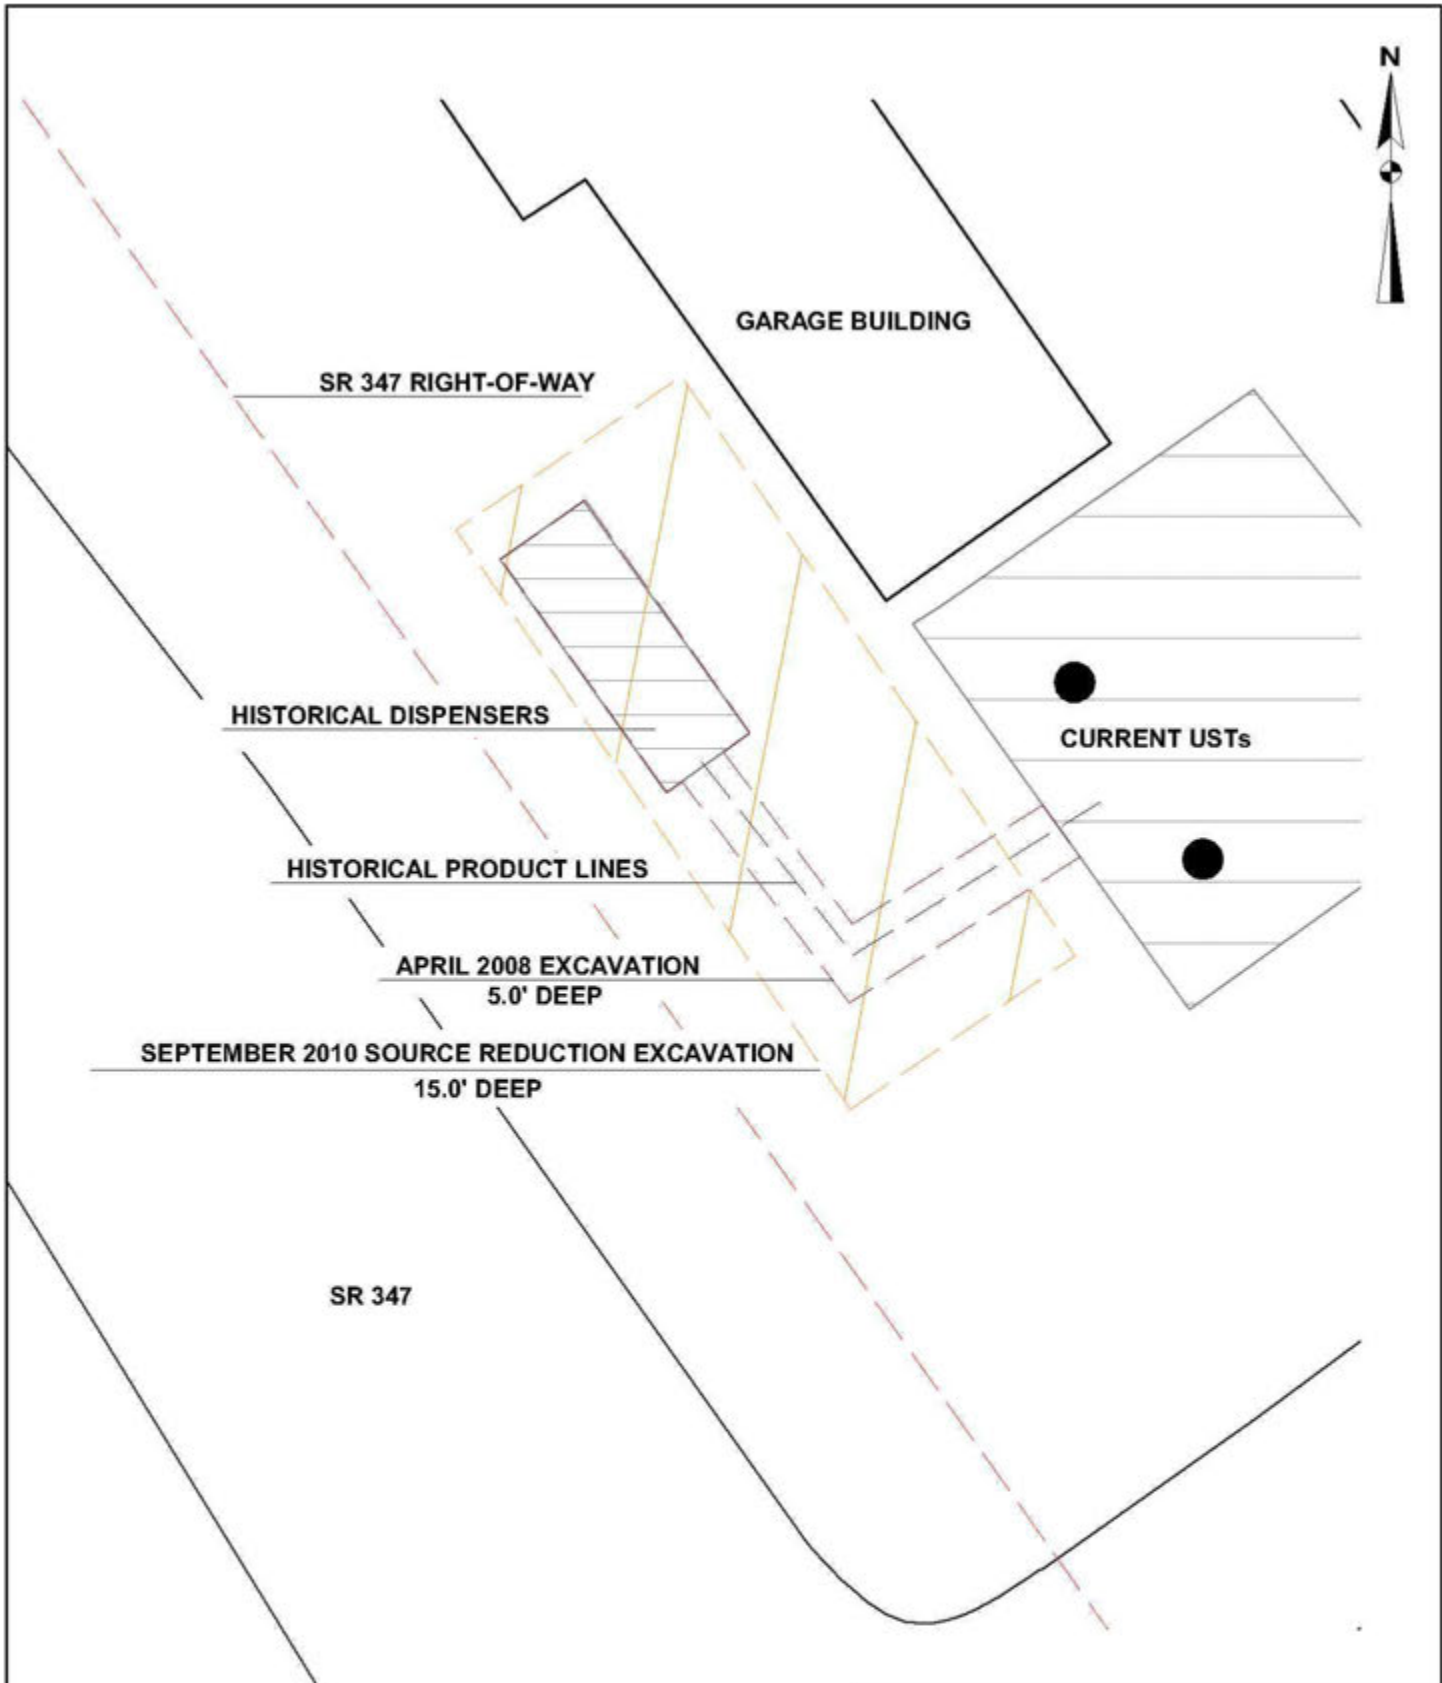 N
GARAGE BUILDING
SR 347 RIGHT-OF-WAY
HISTORICAL DISPENSERS
CURRENT USTs
HISTORICAL PRODUCT LINES
APRIL 2008 EXCAVATION
5.0' DEEP
SEPTEMBER 2010 SOURCE REDUCTION EXCAVATION
15.0' DEEP
SR 347